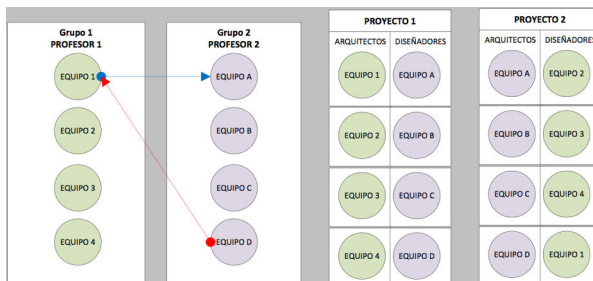 Grupo 1
PROFESOR 1
EQUIPO 1
EQUIPO 2
EQUIPO 3
EQUIPO 4
Grupo 2
PROFESOR 2
EQUIPO A
EQUIPO B
EQUIPO C
EQUIPO D
PROYECTO 1
ARQUITECTOS DISEÑADORES
EQUIPO 1 EQUIPO A
EQUIPO 2 EQUIPO B
EQUIPO 3 EQUIPO C
EQUIPO 4 EQUIPO D
PROYECTO 2
ARQUITECTOS DISEÑADORES
EQUIPO A EQUIPO 2
EQUIPO B EQUIPO 3
EQUIPO C EQUIPO 4
EQUIPO D EQUIPO 1